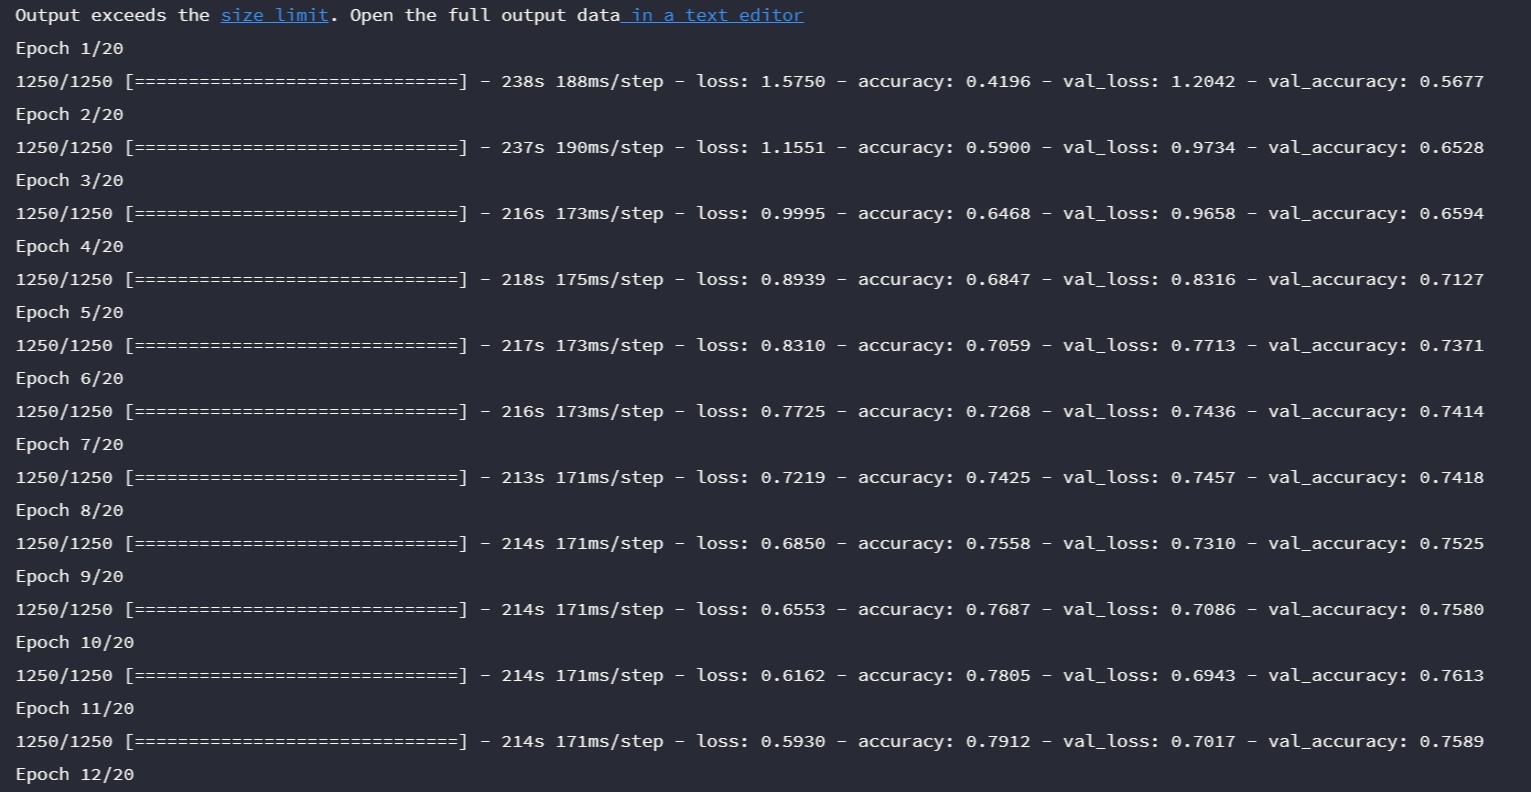 Output exceeds the size limit. Open the full output data in a text editor
Epoch 1/20
1250/1250 [==============================] - 238s 188ms/step - loss: 1.5750 - accuracy: 0.4196 - val_loss: 1.2042 - val_accuracy: 0.5677
Epoch 2/20
1250/1250 [==============================] - 237s 190ms/step - loss: 1.1551 - accuracy: 0.5900 - val_loss: 0.9734 - val_accuracy: 0.6528
Epoch 3/20
1250/1250 [==============================] - 216s 173ms/step - loss: 0.9995 - accuracy: 0.6468 - val_loss: 0.9658 - val_accuracy: 0.6594
Epoch 4/20
1250/1250 [==============================] - 218s 175ms/step - loss: 0.8939 - accuracy: 0.6847 - val_loss: 0.8316 - val_accuracy: 0.7127
Epoch 5/20
1250/1250 [==============================] - 217s 173ms/step - loss: 0.8310 - accuracy: 0.7059 - val_loss: 0.7713 - val_accuracy: 0.7371
Epoch 6/20
1250/1250 [==============================] - 216s 173ms/step - loss: 0.7725 - accuracy: 0.7268 - val_loss: 0.7436 - val_accuracy: 0.7414
Epoch 7/20
1250/1250 [==============================] - 213s 171ms/step - loss: 0.7219 - accuracy: 0.7425 - val_loss: 0.7457 - val_accuracy: 0.7418
Epoch 8/20
1250/1250 [==============================] - 214s 171ms/step - loss: 0.6850 - accuracy: 0.7558 - val_loss: 0.7310 - val_accuracy: 0.7525
Epoch 9/20
1250/1250 [==============================] - 214s 171ms/step - loss: 0.6553 - accuracy: 0.7687 - val_loss: 0.7086 - val_accuracy: 0.7580
Epoch 10/20
1250/1250 [==============================] - 214s 171ms/step - loss: 0.6162 - accuracy: 0.7805 - val_loss: 0.6943 - val_accuracy: 0.7613
Epoch 11/20
1250/1250 [==============================] - 214s 171ms/step - loss: 0.5930 - accuracy: 0.7912 - val_loss: 0.7017 - val_accuracy: 0.7589
Epoch 12/20